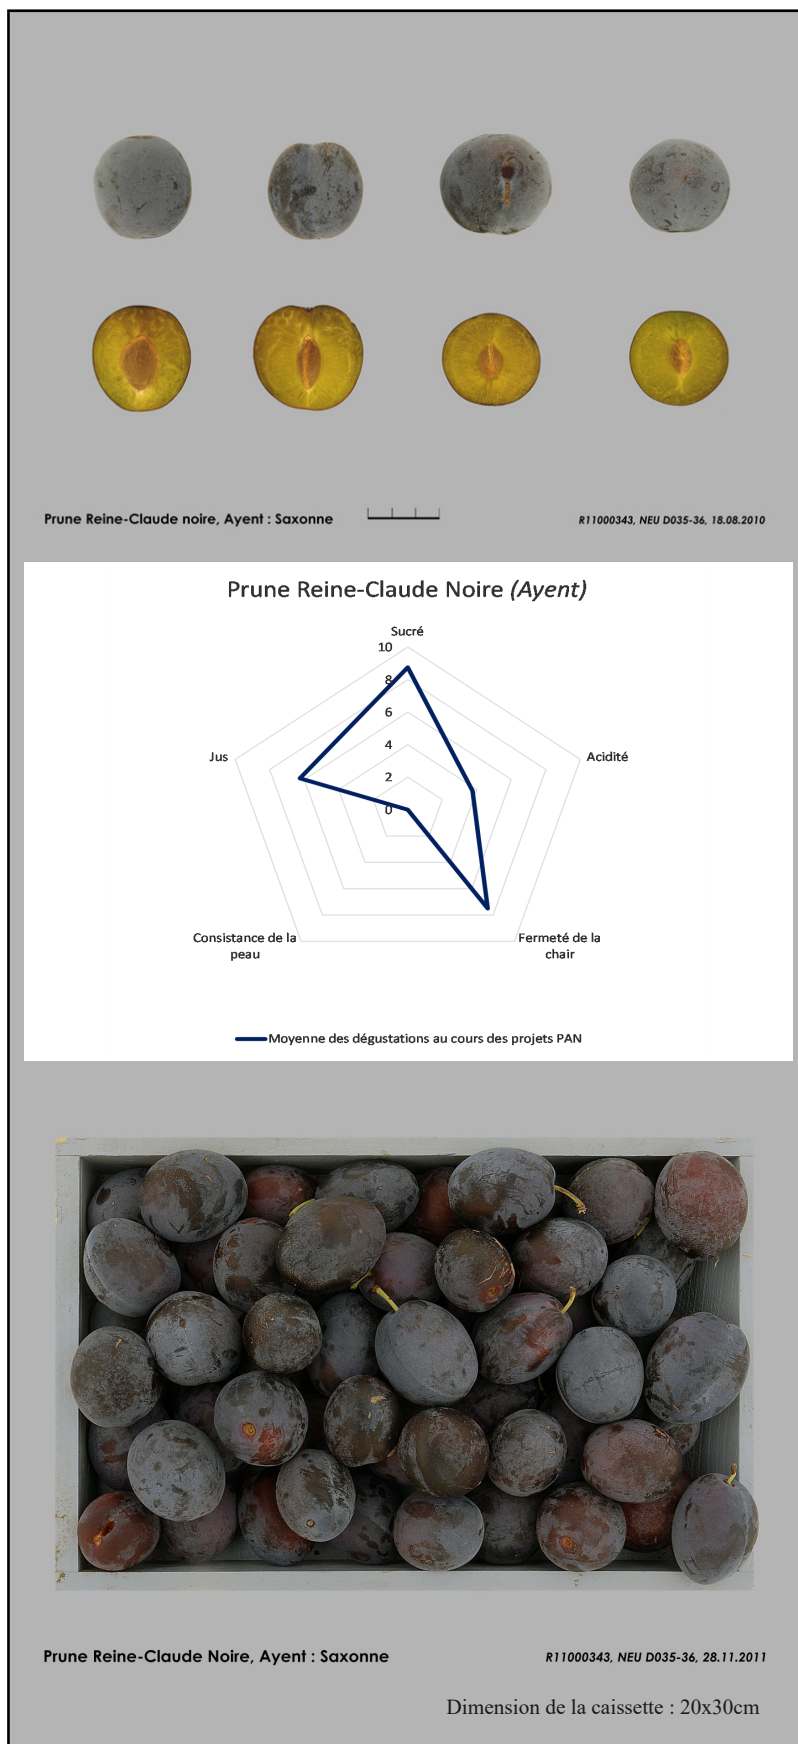 Prune Reine-Claude noire, Ayent : Saxonne
R11000343, NEU D035-36, 18.08.2010
Prune Reine-Claude Noire (Ayent)
Sucré
10
8
6
4
2
0
Jus
Acidité
Consistance de la
peau
Fermeté de la
chair
Moyenne des dégustations au cours des projets PAN
Prune Reine-Claude Noire, Ayent : Saxonne
R11000343, NEU D035-36, 28.11.2011
Dimension de la caissette : 20x30cm